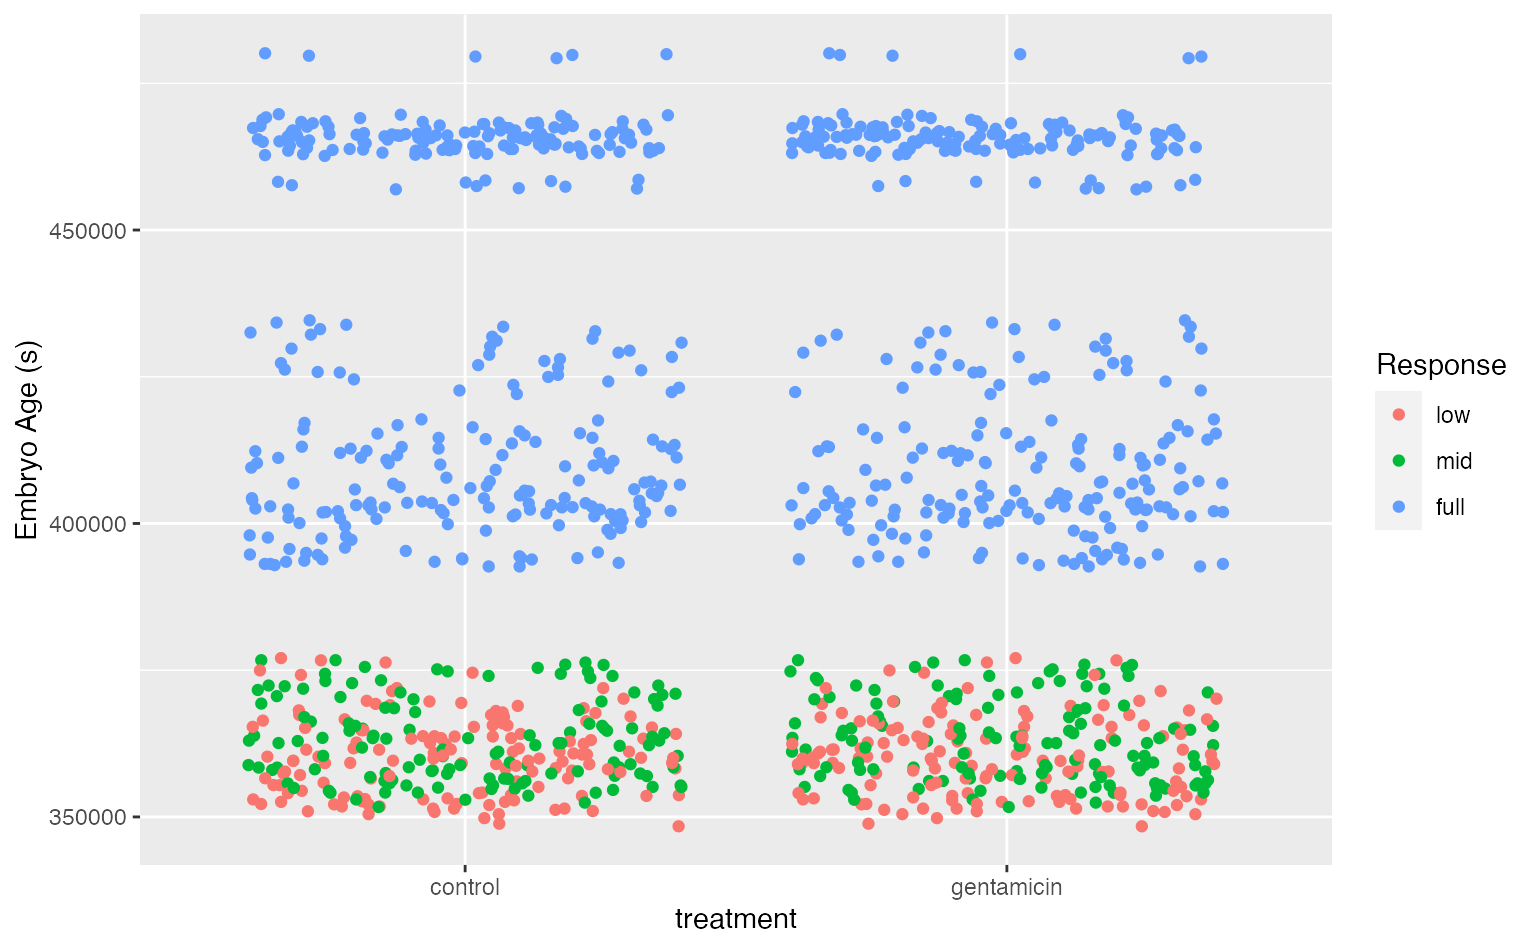 450000
400000
350000
Embryo Age (s)
control
gentamicin
treatment
Response
low
mid
full